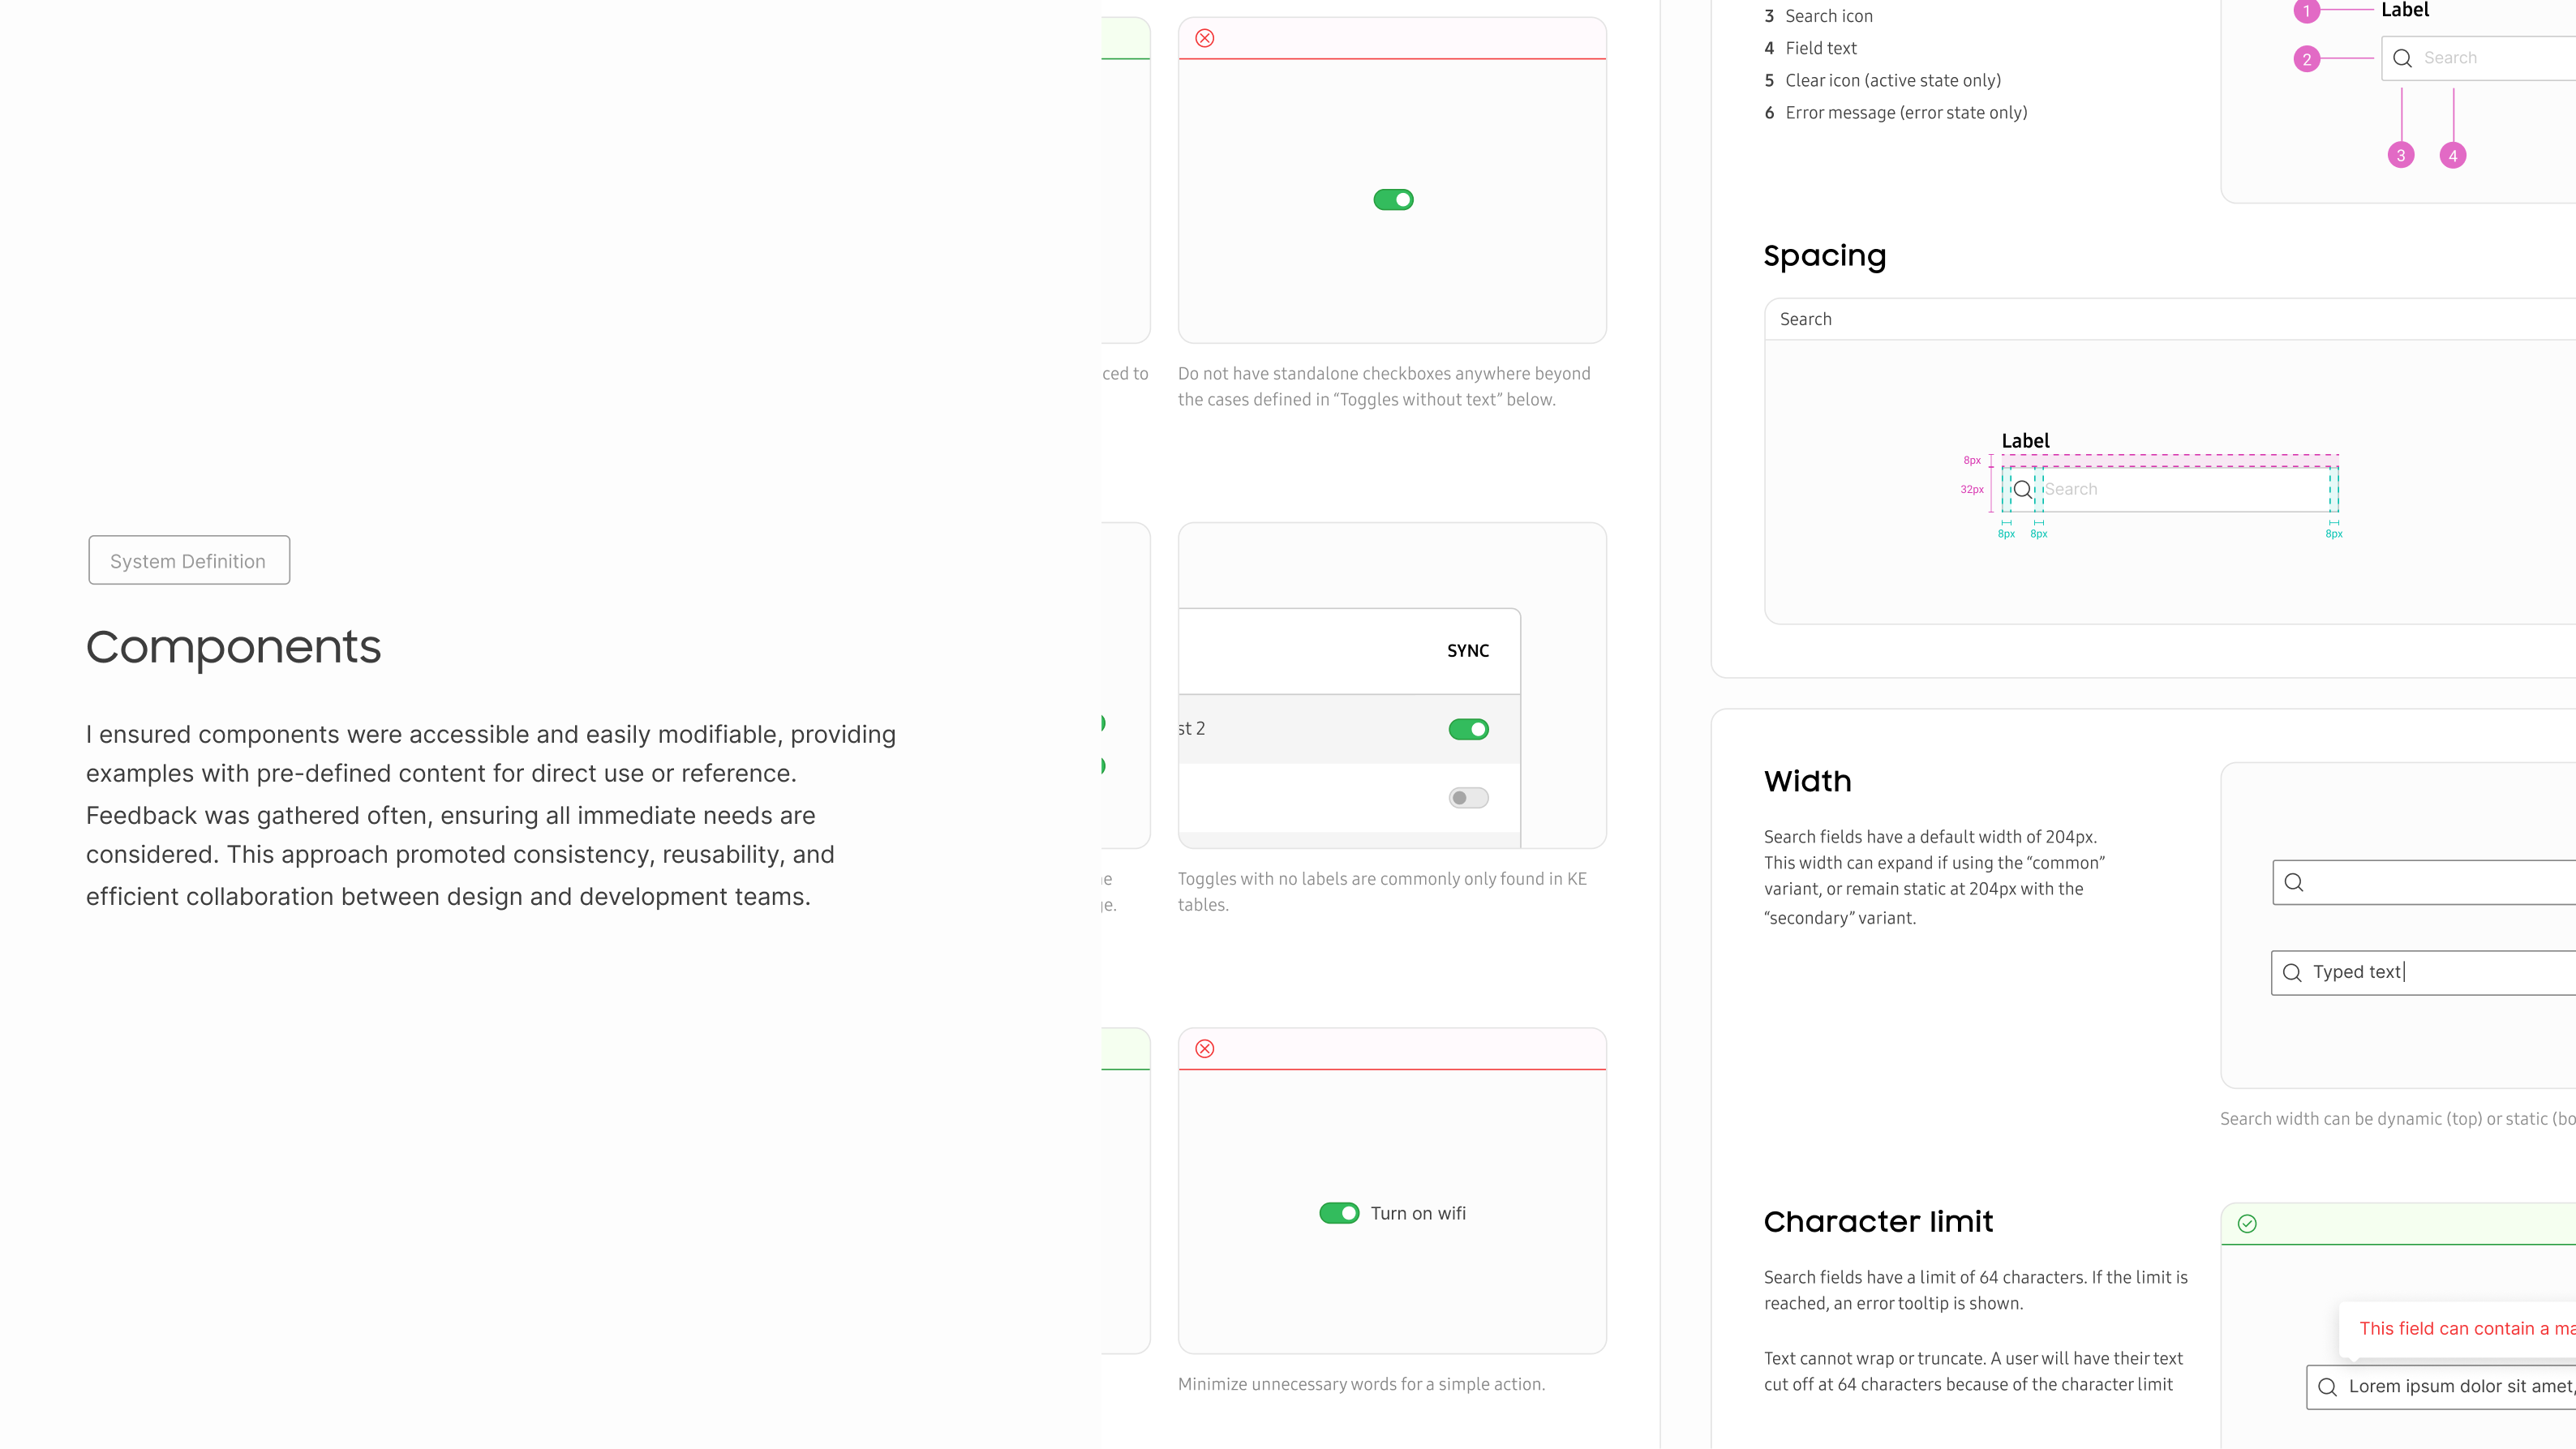 System Definition
Components
I ensured components were accessible and easily modifiable, providing
examples with pre-defined content for direct use or reference.
Feedback was gathered often, ensuring all immediate needs are
considered. This approach promoted consistency, reusability, and
efficient collaboration between design and development teams.
ced to
Do not have standalone checkboxes anywhere beyond
the cases defined in “Toggles without text” below.
SYNC
st 2
Toggles with no labels are commonly only found in KE
tables.
ge.
Turn on wifi
Minimize unnecessary words for a simple action.
3 Search icon
4 Field text
5 Clear icon (active state only)
6 Error message (error state only)
1
Label
2
Search
3
4
Spacing
Search
Label
8px
32px
Search
8px
8px
8px
Width
Search fields have a default width of 204px.
This width can expand if using the “common”
variant, or remain static at 204px with the
“secondary” variant.
Typed text
Search width can be dynamic (top) or static (bo
Character limit
Search fields have a limit of 64 characters. If the limit is
reached, an error tooltip is shown.
Text cannot wrap or truncate. A user will have their text
cut off at 64 characters because of the character limit
This field can contain a ma
Lorem ipsum dolor sit amet,